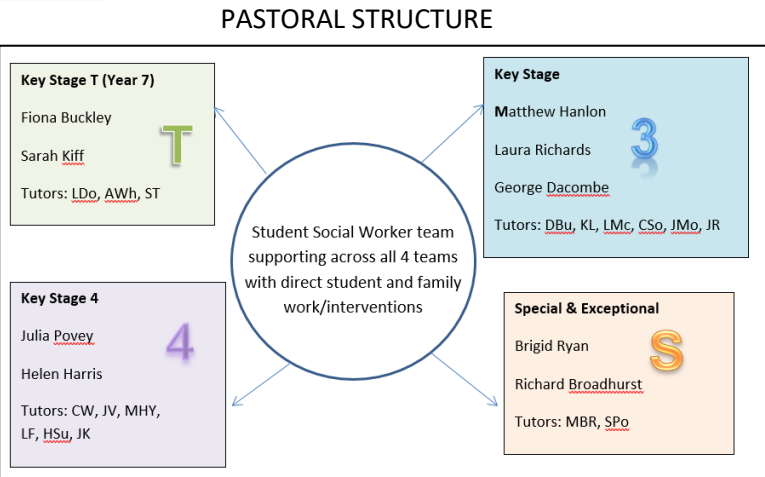 PASTORAL STRUCTURE
Key Stage T (Year 7)
Fiona Buckley
Sarah Kiff
Tutors: LDo, AWh, ST
T
Key Stage
Matthew Hanlon
Laura Richards
George Dacombe
Tutors: DBu, KL, LMc, CSo, JMo, JR
3
Student Social Worker team
supporting across all 4 teams
with direct student and family
work/interventions
Key Stage 4
Julia Povey
Helen Harris
Tutors: CW, JV, MHY,
LF, HSu, JK
4
Special & Exceptional
Brigid Ryan
Richard Broadhurst
Tutors: MBR, SPo
S